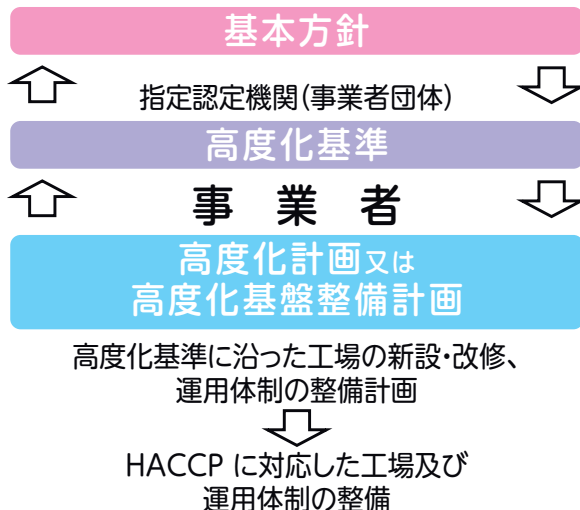 基本方針
指定認定機関(事業者団体)
高度化基準
事業者
高度化計画又は
高度化基盤整備計画
高度化基準に沿った工場の新設・改修、
運用体制の整備計画
HACCP に対応した工場及び
運用体制の整備